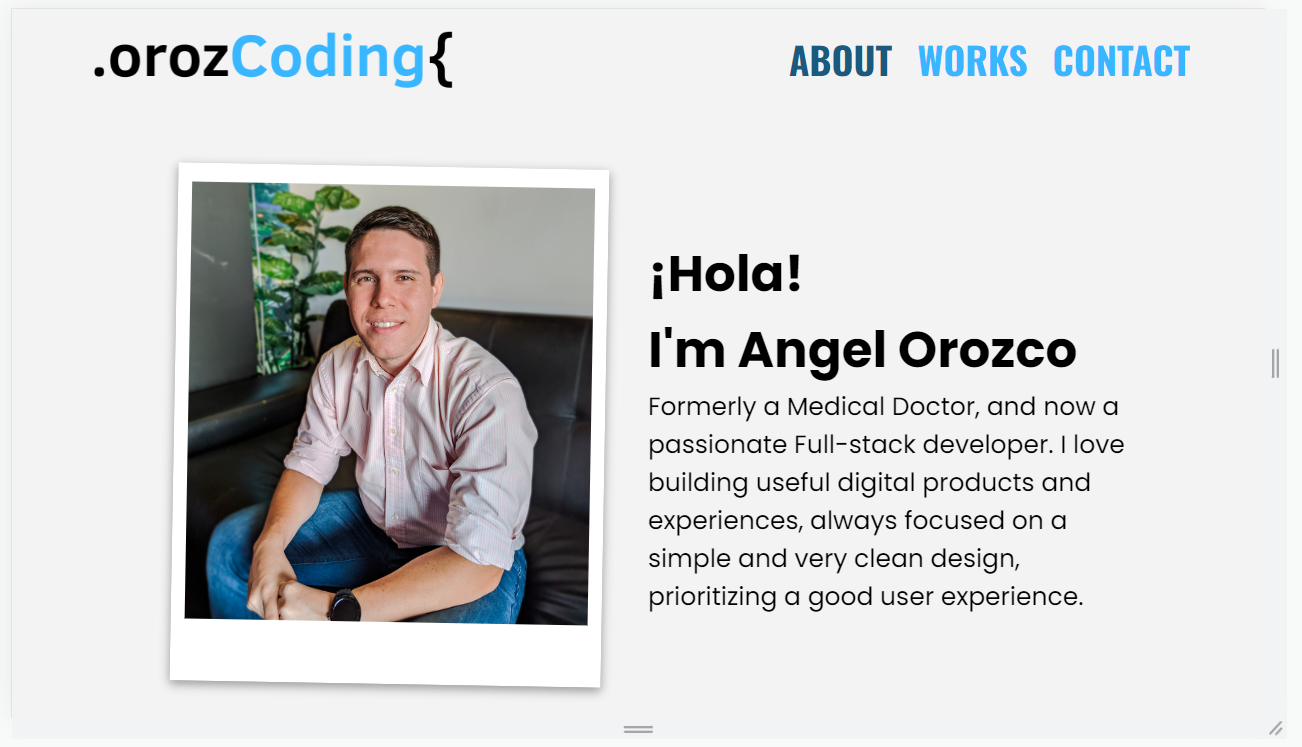 .orozCoding{
ABOUT WORKS CONTACT
¡Hola!
I'm Angel Orozco
Formerly a Medical Doctor, and now a
passionate Full-stack developer. I love
building useful digital products and
experiences, always focused on a
simple and very clean design,
prioritizing a good user experience.